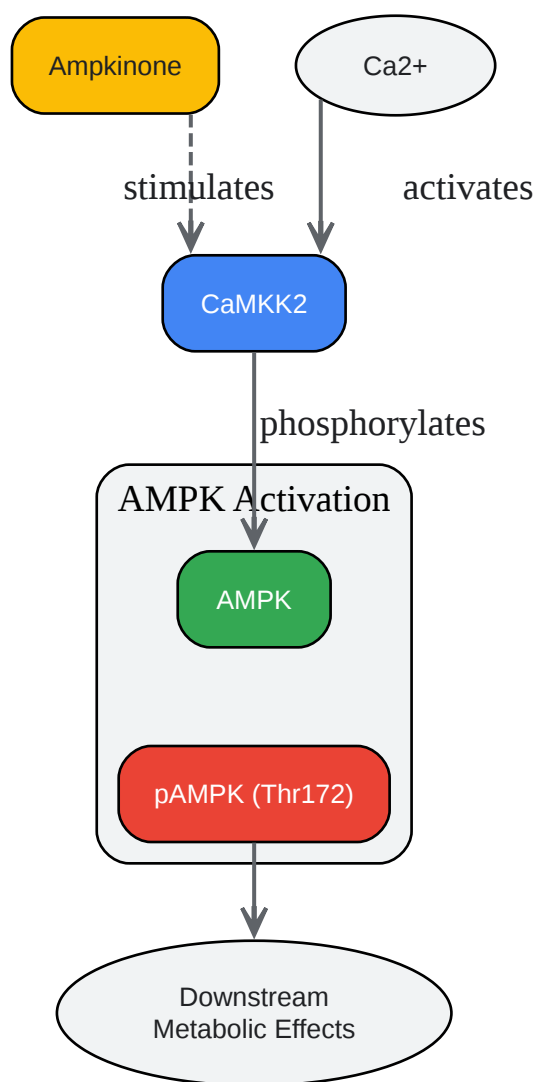 Ampkinone
Ca2+
stimulates
activates
CaMKK2
phosphorylates
AMPK Activation
AMPK
pAMPK (Thr172)
Downstream
Metabolic Effects